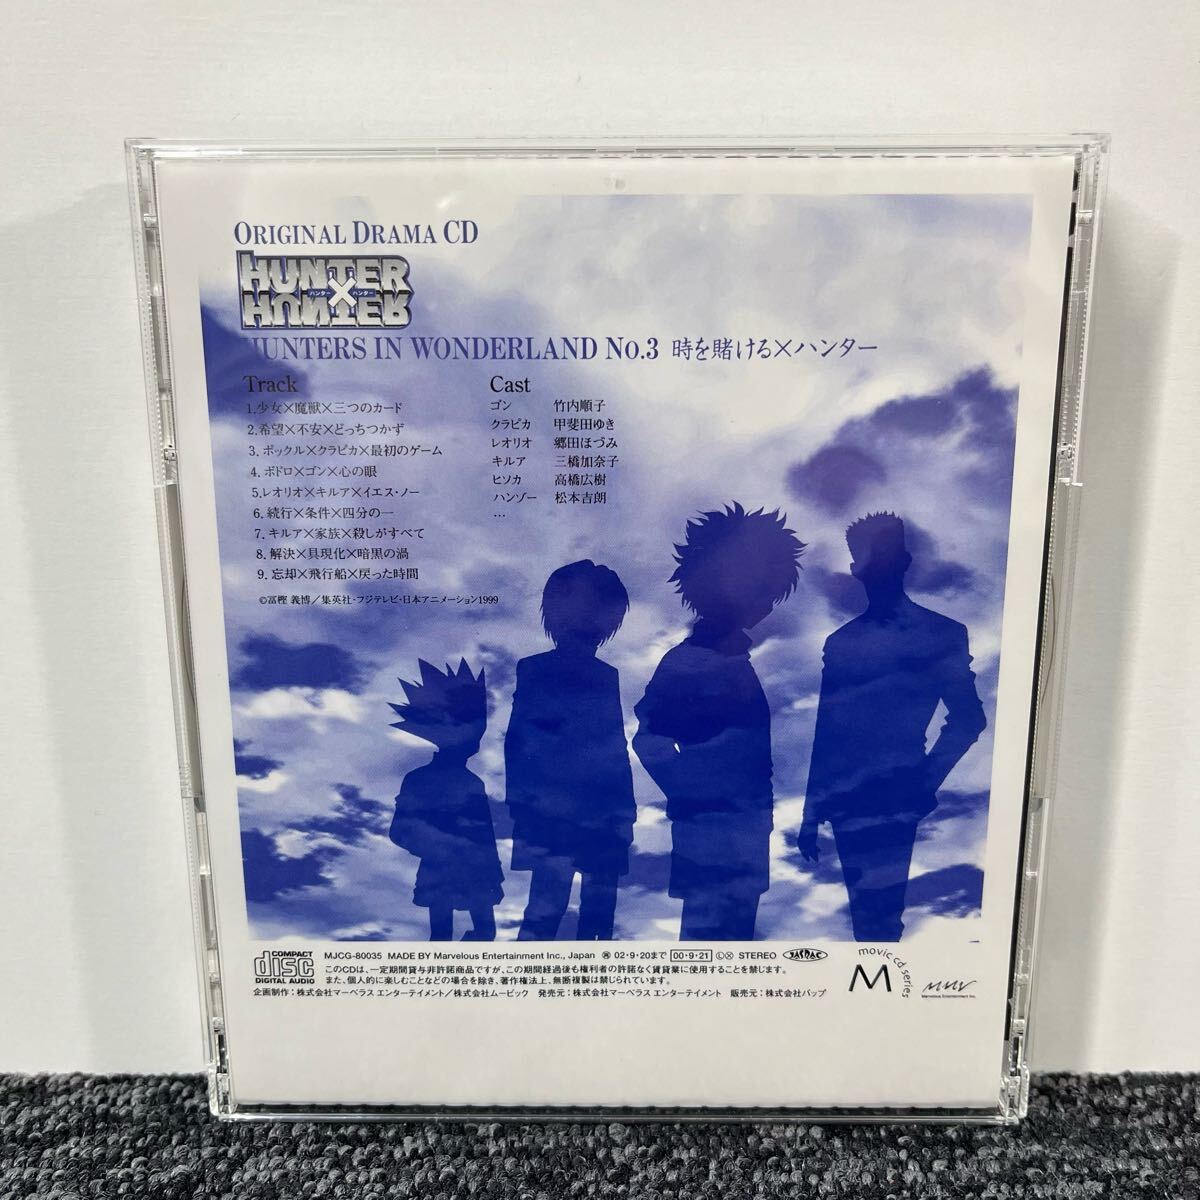 ORIGINAL DRAMA CD
HUNTER
ハンター×ハンター
HUNTER
HUNTERS IN WONDERLAND No.3 時を賭ける×ハンター
Track
1.少女×魔獣×三つのカード
2.希望×不安×どっちつかず
3.ポックル×クラピカ×最初のゲーム
4.ボドロ×ゴン×心の眼
5.レオリオ×キルア×イエス・ノー
6.続行×条件×四分の一
7.キルア×家族×殺しがすべて
8.解決×具現化×暗黒の渦
9.忘却×飛行船×戻った時間
Cast
ゴン 竹内順子
クラピカ 甲斐田ゆき
レオリオ 郷田ほづみ
キルア 三橋加奈子
ヒソカ 高橋広樹
ハンゾー 松本吉朗
…
©冨樫 義博／集英社・フジテレビ・日本アニメーション1999
COMPACT
disc
DIGITAL AUDIO
MJCG-80035 MADE BY Marvelous Entertainment Inc., Japan 再 02・9・20まで 00・9・21 L X STEREO JASRAC
このCDは、一定期間貸与非許諾商品ですが、この期間経過後も権利者の許諾なく賃貸業に使用することを禁じます。
また、個人的に楽しむことなどの場合を除き、著作権法上、無断複製は禁じられています。
企画制作：株式会社マーベラス エンターテイメント／株式会社ムービック 発売元：株式会社マーベラス エンターテイメント 販売元：株式会社バップ
movic cd series
M
Marvelous Entertainment Inc.